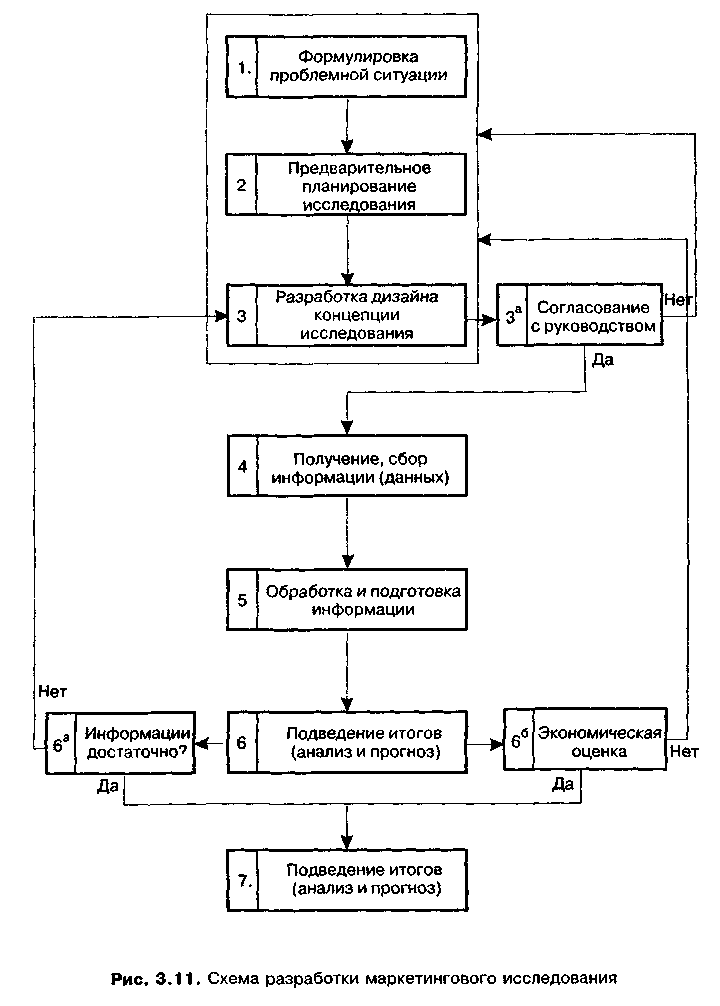 1. Формулировка
проблемной ситуации
2 Предварительное
планирование
исследования
3 Разработка дизайна
концепции
исследования
3а Согласование
с руководством
Нет
Да
4 Получение, сбор
информации (данных)
5 Обработка и подготовка
информации
Нет
6а Информации
достаточно?
6 Подведение итогов
(анализ и прогноз)
6б Экономическая
оценка
Нет
Да
Да
7. Подведение итогов
(анализ и прогноз)
Рис. 3.11. Схема разработки маркетингового исследования